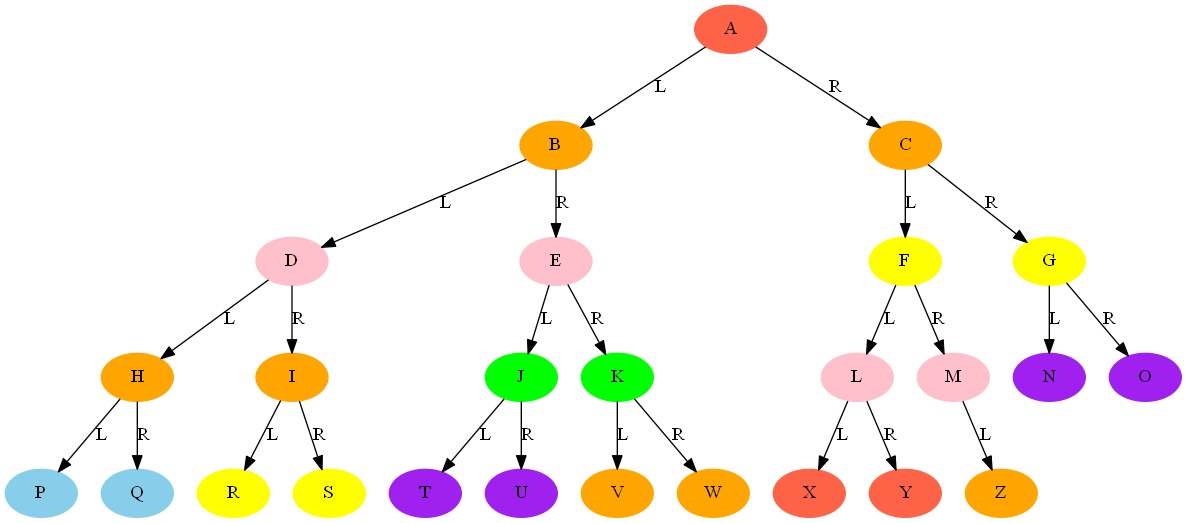 A
L R
B C
L R L R
D E F G
L R L R L R L R
H I J K L M N O
L R L R L R L R L R L
P Q R S T U V W X Y Z